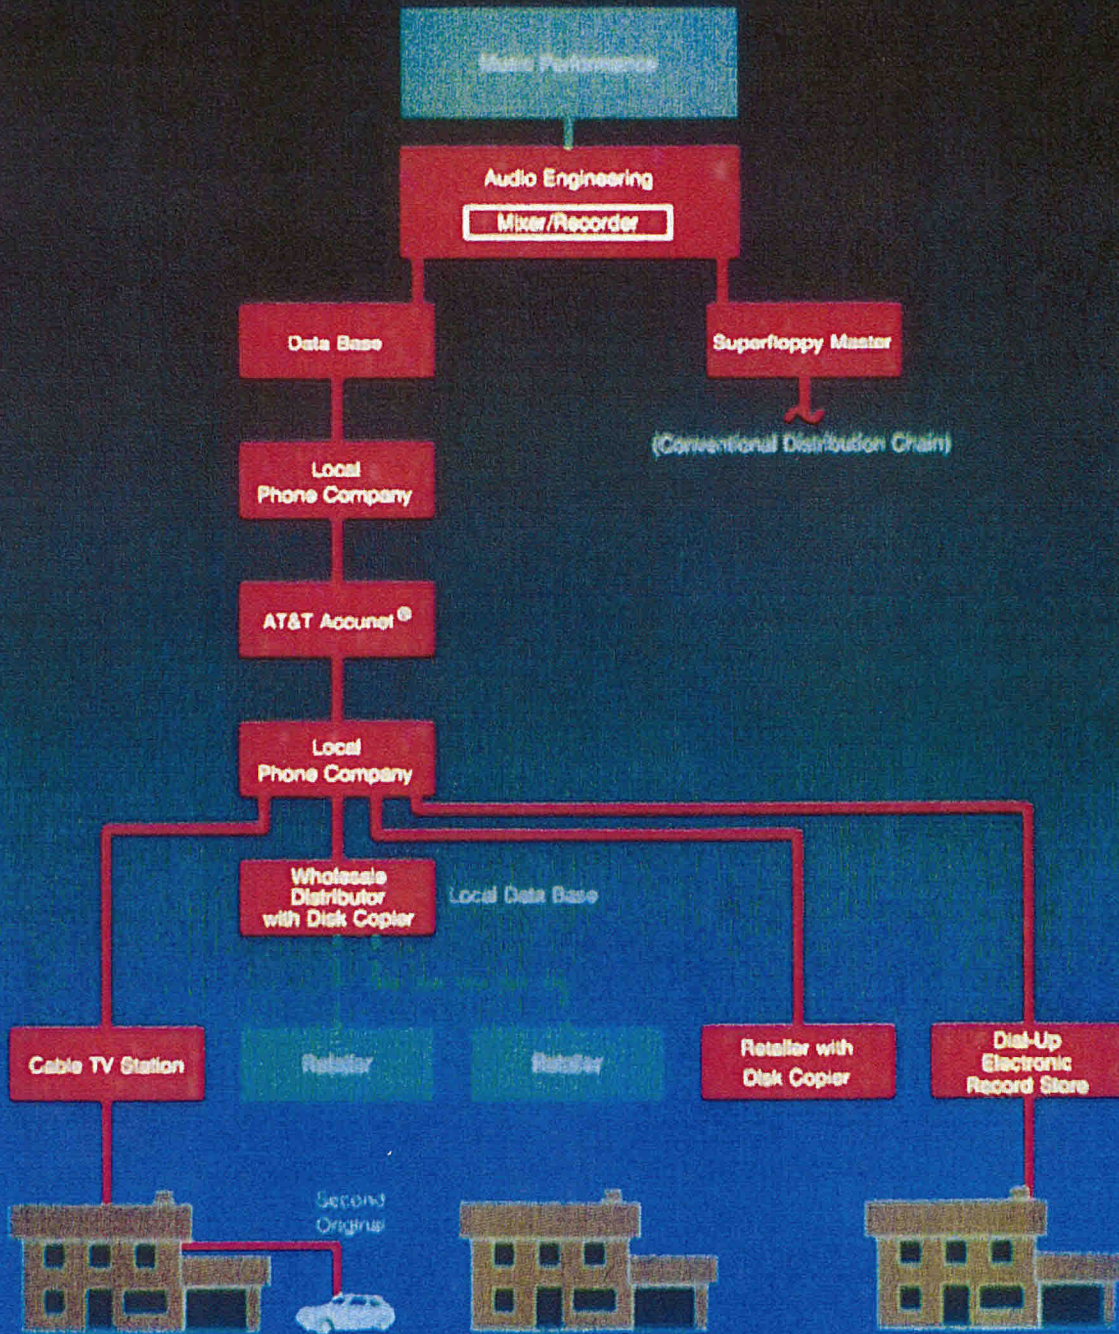 Music Performance
Audio Engineering
Mixer/Recorder
Data Base
Superfloppy Master
(Conventional Distribution Chain)
Local
Phone Company
AT&T Accunet®
Local
Phone Company
Wholesale
Distributor
with Disk Copier
Local Data Base
Cable TV Station
Retailer
Retailer
Retailer with
Disk Copier
Dial-Up
Electronic
Record Store
Second
Original